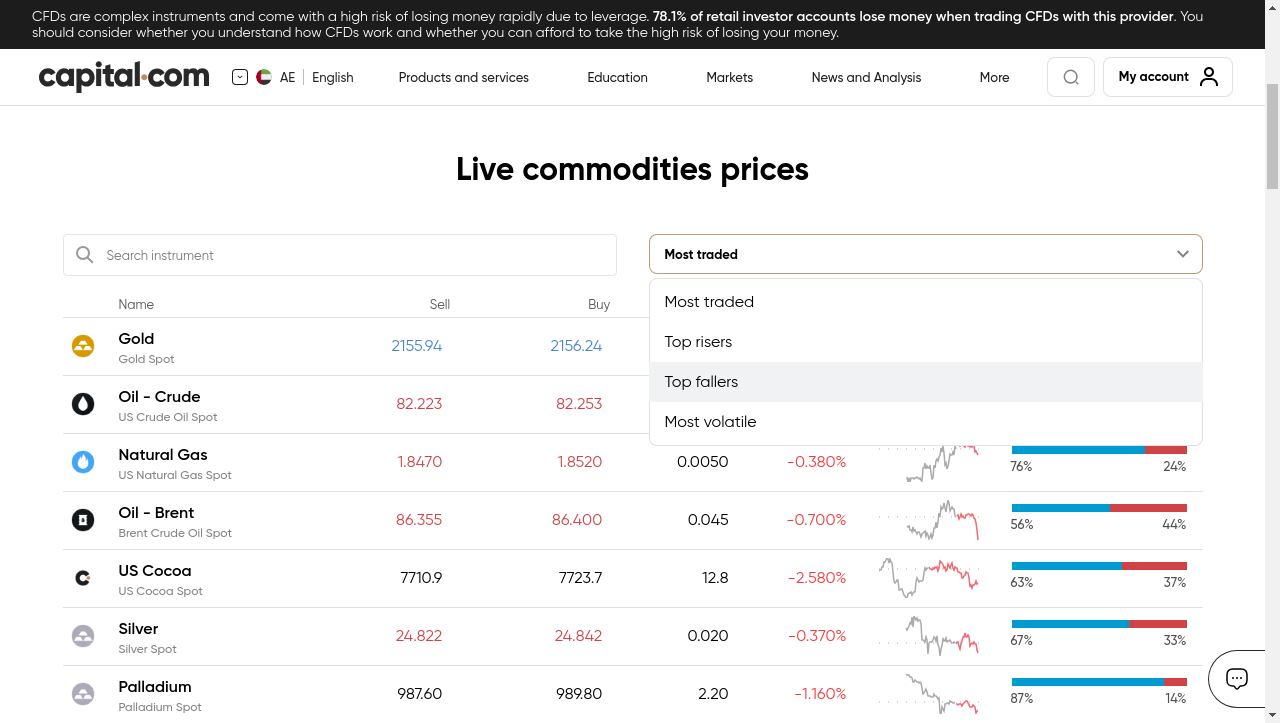 CFDs are complex instruments and come with a high risk of losing money rapidly due to leverage. 78.1% of retail investor accounts lose money when trading CFDs with this provider. You
should consider whether you understand how CFDs work and whether you can afford to take the high risk of losing your money.
capital.com AE English Products and services Education Markets News and Analysis More My account
Live commodities prices
Search instrument Most traded
Name Sell Buy
Most traded
Top risers
Top fallers
Most volatile
Gold 2155.94 2156.24
Gold Spot
Oil - Crude 82.223 82.253
US Crude Oil Spot
Natural Gas 1.8470 1.8520 0.0050 -0.380% 76% 24%
US Natural Gas Spot
Oil - Brent 86.355 86.400 0.045 -0.700% 56% 44%
Brent Crude Oil Spot
US Cocoa 7710.9 7723.7 12.8 -2.580% 63% 37%
US Cocoa Spot
Silver 24.822 24.842 0.020 -0.370% 67% 33%
Silver Spot
Palladium 987.60 989.80 2.20 -1.160% 87% 14%
Palladium Spot